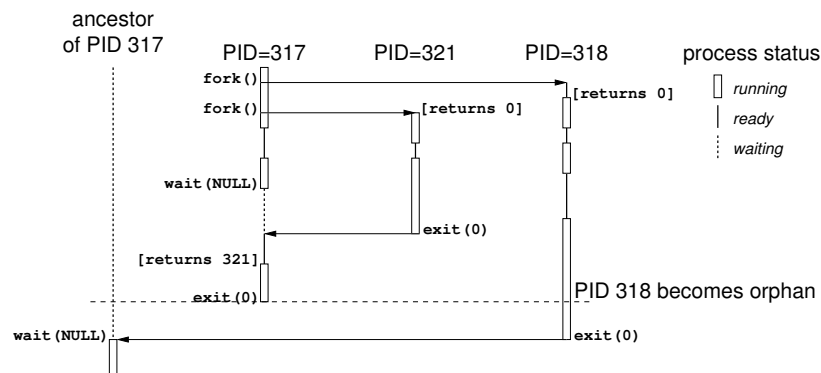 ancestor
of PID 317
PID=317
PID=321
PID=318
process status
fork()
[returns 0]
running
fork()
[returns 0]
ready
waiting
wait(NULL)
exit(0)
[returns 321]
exit(0)
PID 318 becomes orphan
wait(NULL)
exit(0)